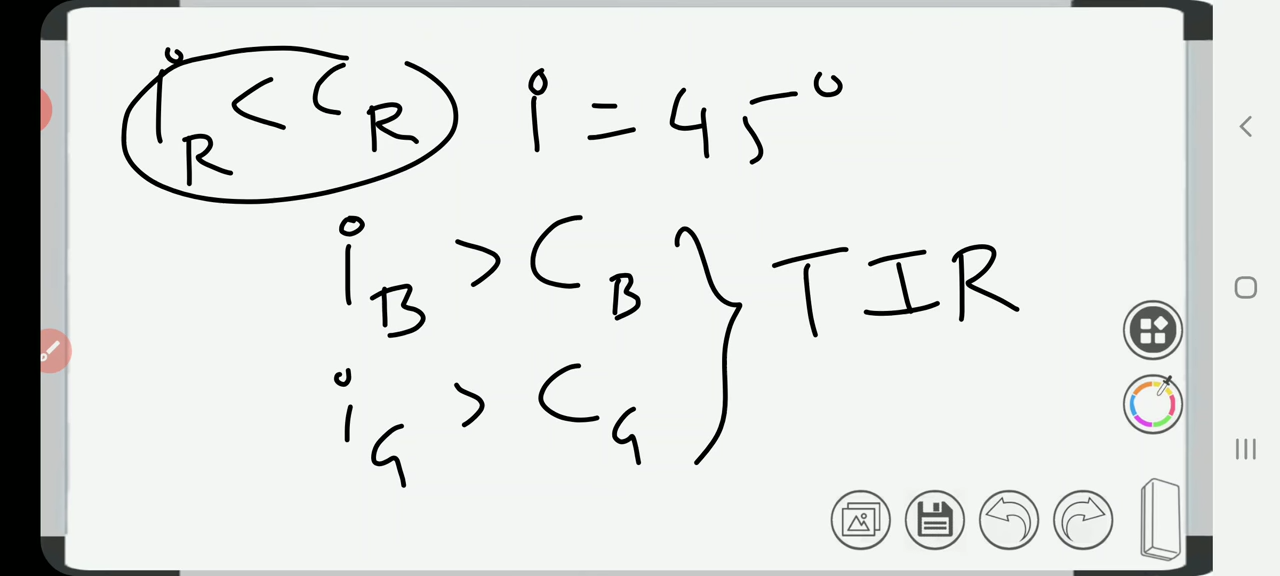 i_R < C_R i = 45°
i_B > C_B } TIR
i_G > C_G